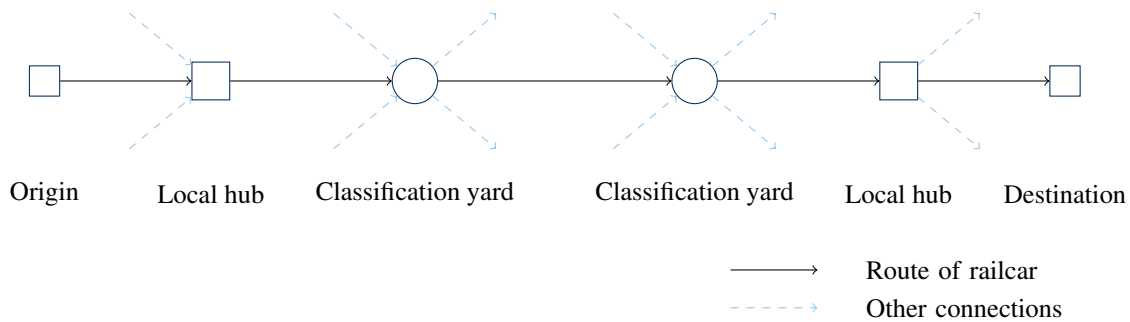 Origin
Local hub
Classification yard
Classification yard
Local hub
Destination
Route of railcar
Other connections